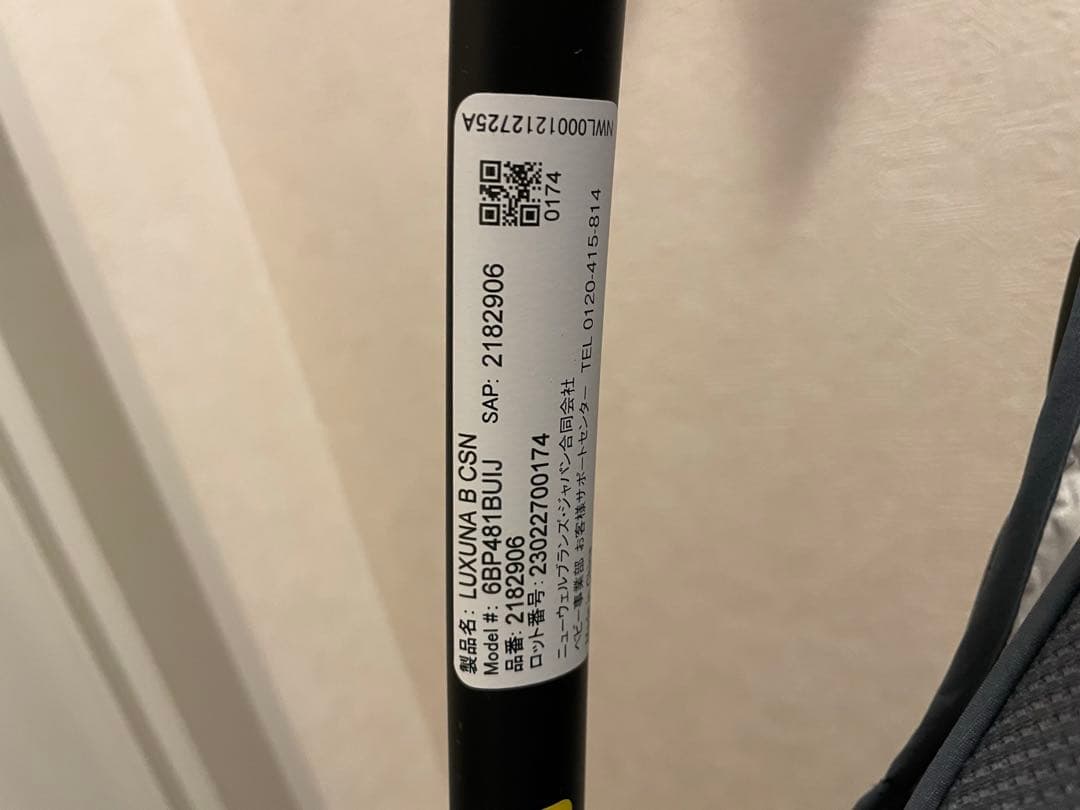 製品名: LUXUNA B CSN
Model #: 6BP481BUIJ SAP: 2182906
品番: 2182906
ロット番号: 23022700174
ニューウェルブランズ・ジャパン合同会社
ベビー事業部 お客様サポートセンター TEL 0120-415-814
0174
NWL0001212725A